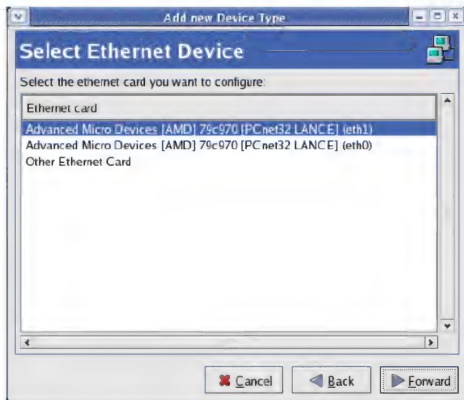 Add new Device Type
Select Ethernet Device
Select the ethernet card you want to configure:
Ethernet card
Advanced Micro Devices [AMD] 79c970 [PCnet32 LANCE] (eth1)
Advanced Micro Devices [AMD] 79c970 [PCnet32 LANCE] (eth0)
Other Ethernet Card
Cancel
Back
Forward